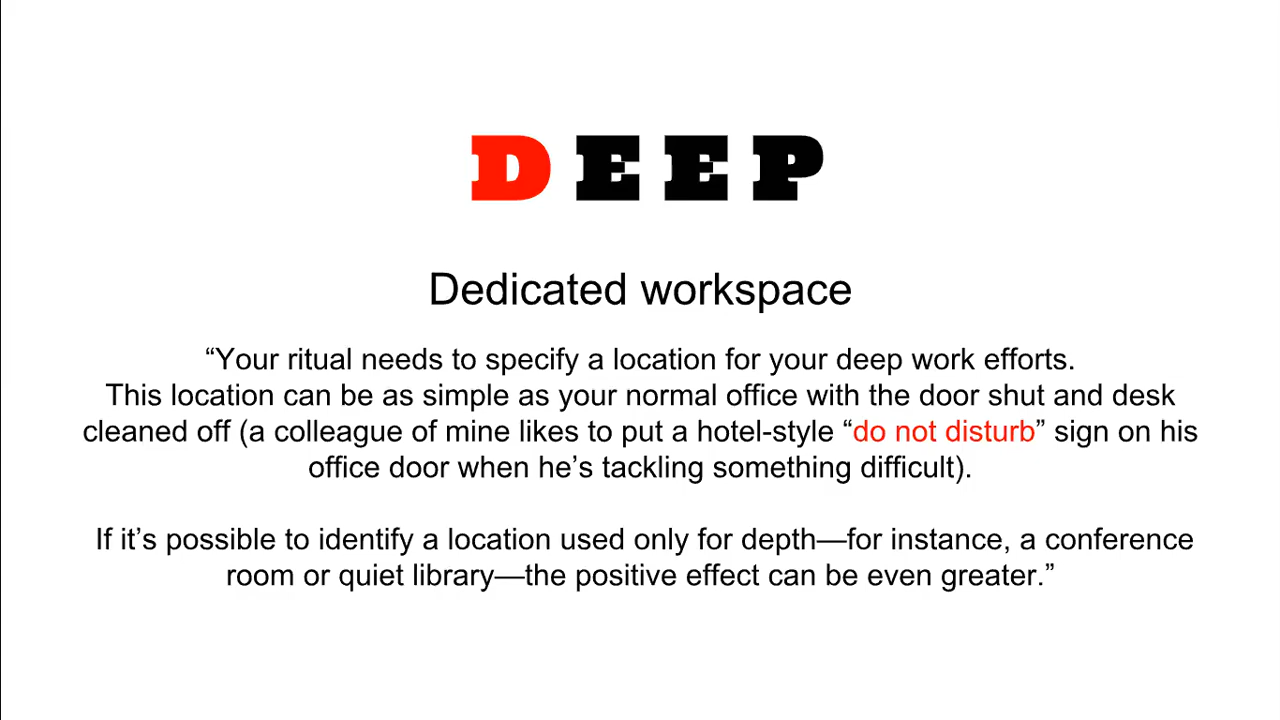 DEEP
Dedicated workspace
“Your ritual needs to specify a location for your deep work efforts.
This location can be as simple as your normal office with the door shut and desk
cleaned off (a colleague of mine likes to put a hotel-style “do not disturb” sign on his
office door when he’s tackling something difficult).
If it’s possible to identify a location used only for depth—for instance, a conference
room or quiet library—the positive effect can be even greater.”